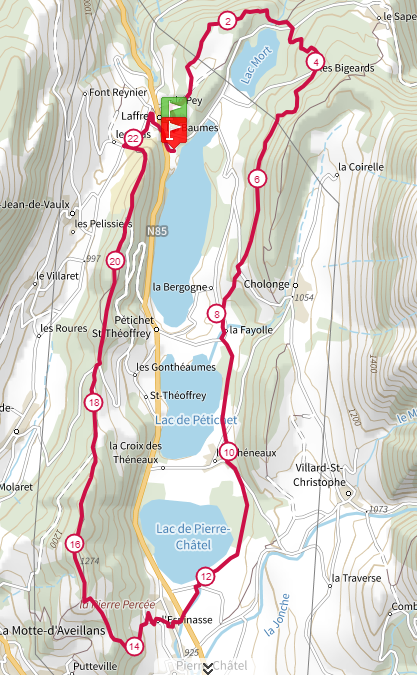 2
le Sape
Lac Mort
4
les Bigeards
Font Reynier
Pey
Laffre
aumes
22
les
la Coirelle
6
-Jean-de-Vaulx
les Pelissiers
N85
997
20
le Villaret
la Bergogne
Cholonge
1054
8
Pétichet
St-Théoffrey
la Fayolle
les Roures
1400
les Gonthéaumes
St-Théoffrey
18
Lac de Pétichet
la Croix des
Théneaux
10
héneaux
Villard-St-
Christophe
Molaret
1200
1073
Lac de Pierre-
Châtel
16
1274
12
la Traverse
la Pierre Percée
la Jonche
Comb
La Motte-d'Aveillans
l'Espinasse
14
925
Pierre-Châtel
Putteville